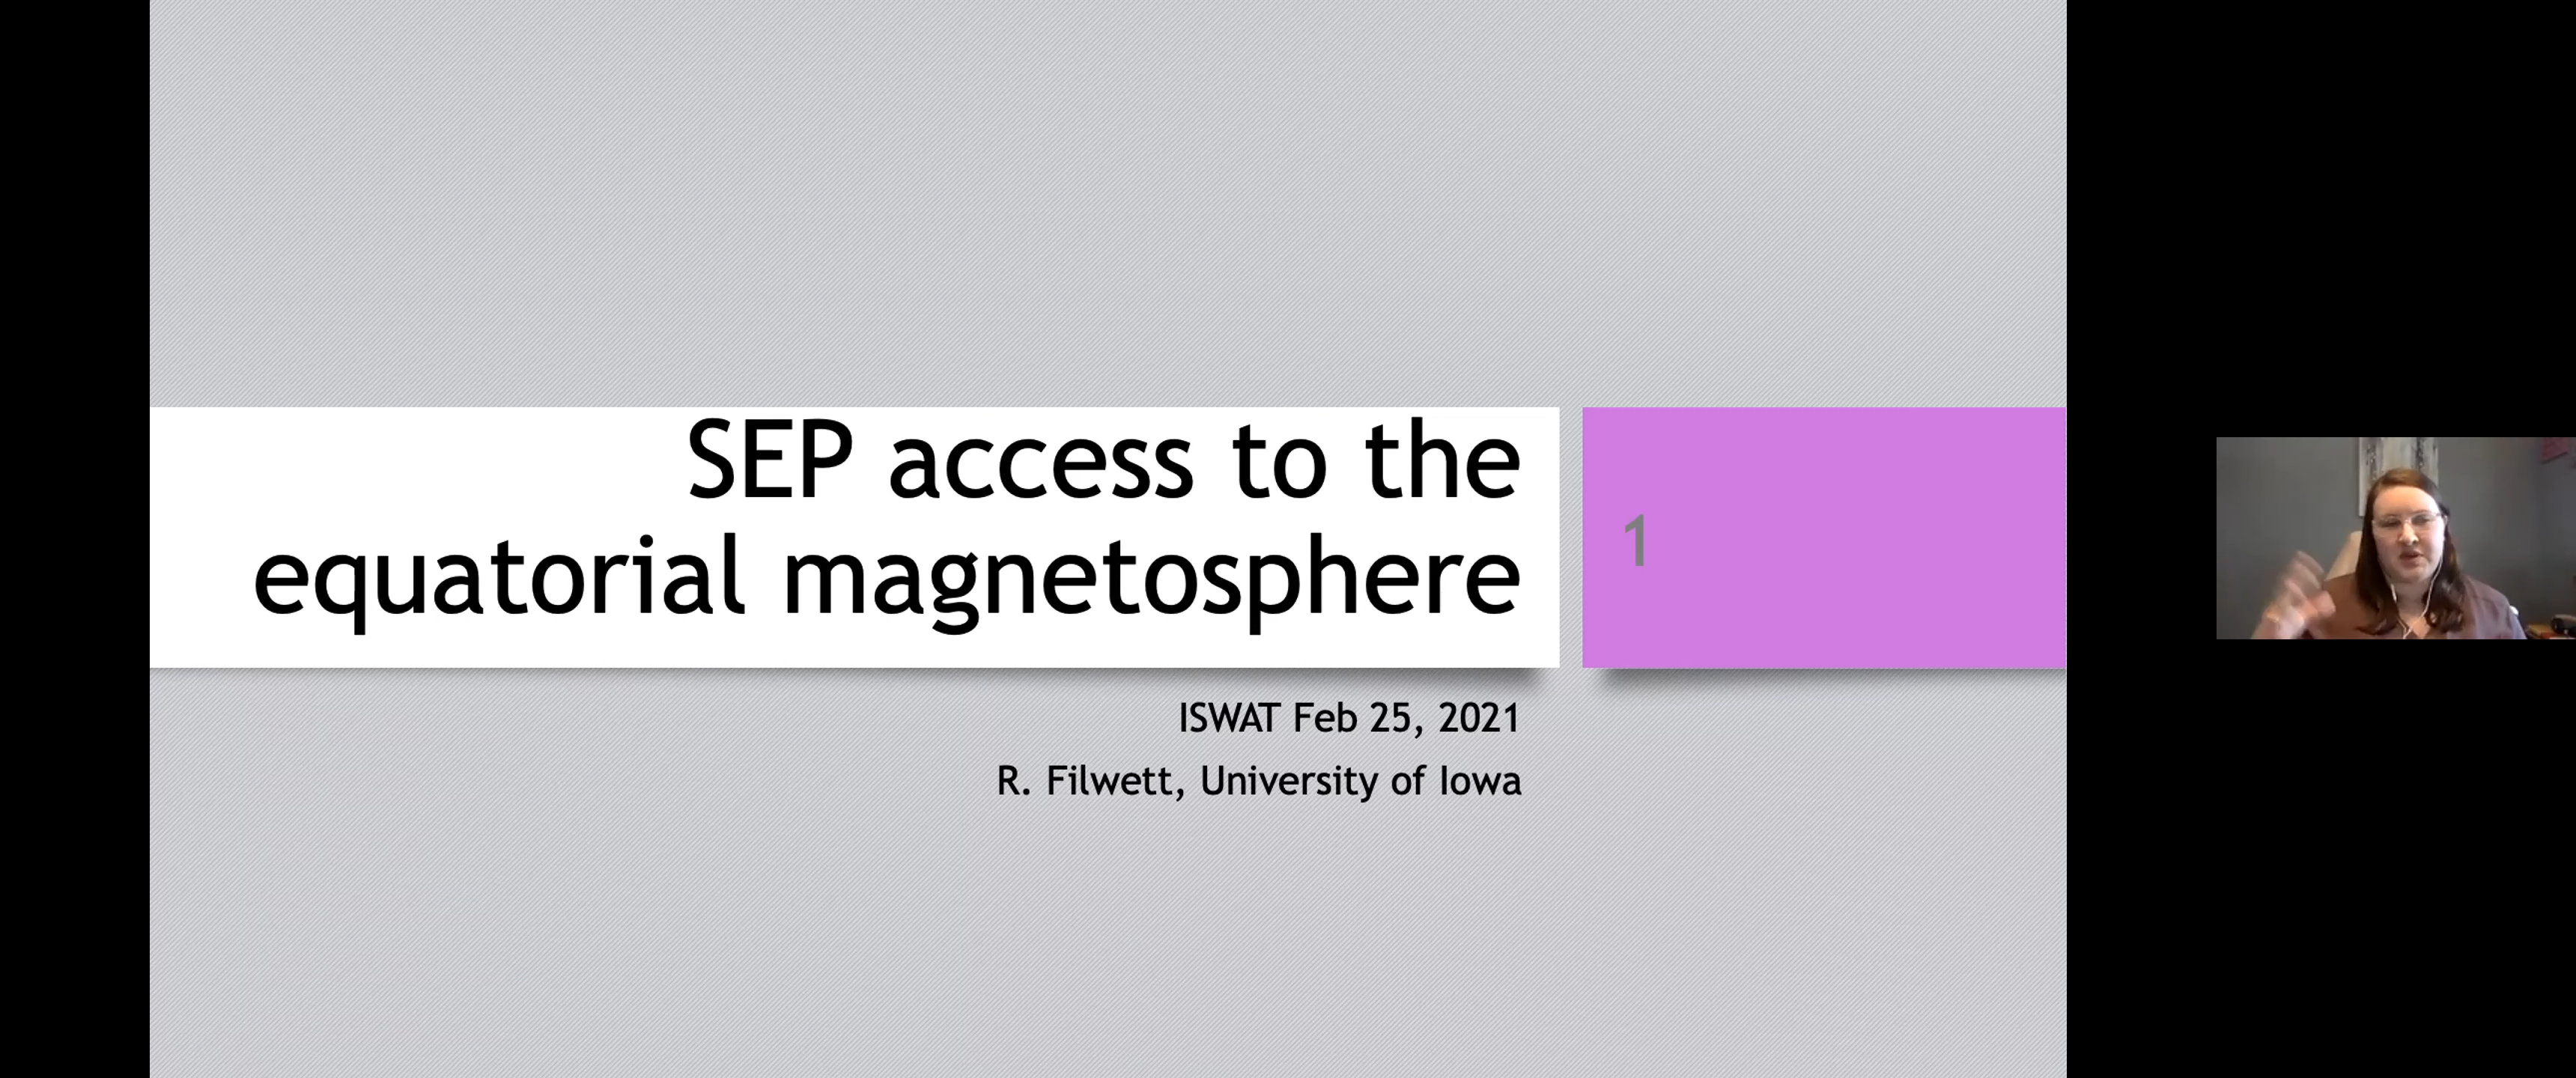 SEP access to the
equatorial magnetosphere
1
ISWAT Feb 25, 2021
R. Filwett, University of Iowa